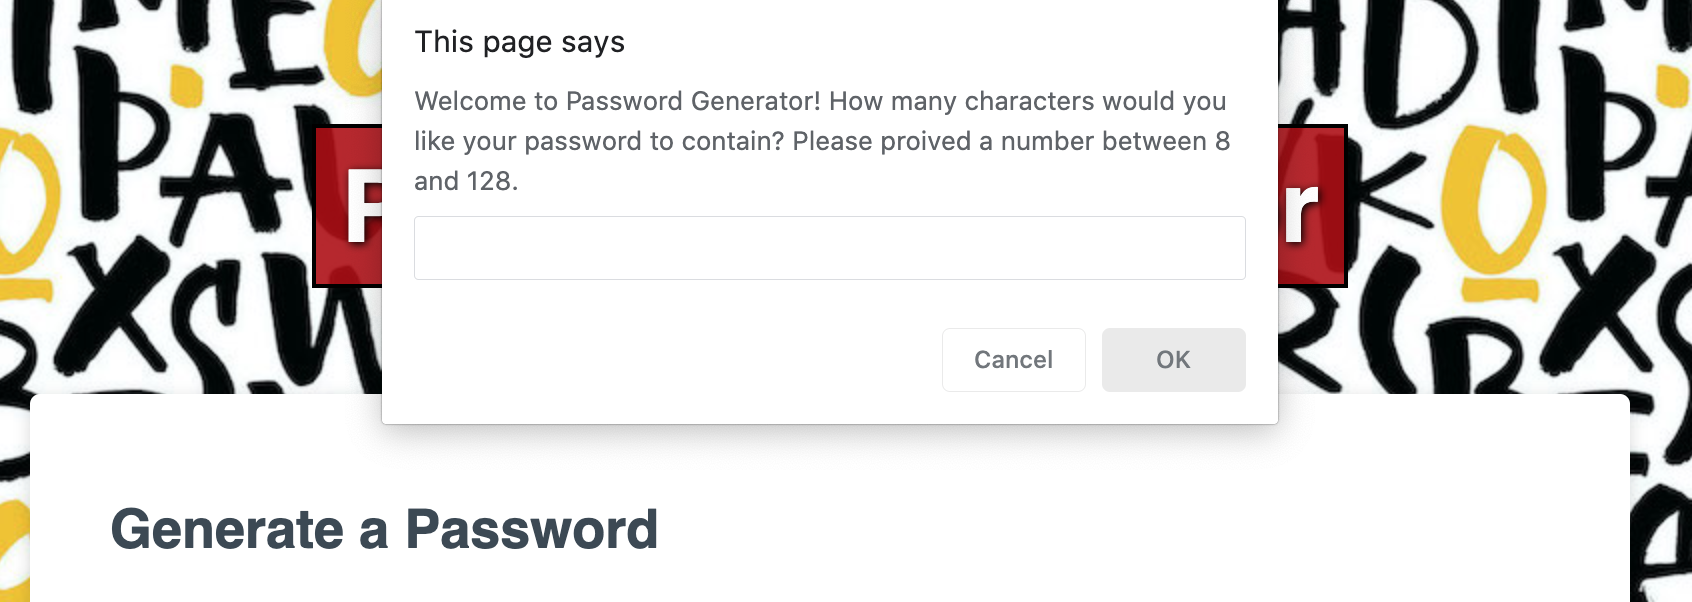 This page says
Welcome to Password Generator! How many characters would you
like your password to contain? Please proived a number between 8
and 128.
Cancel OK
Generate a Password